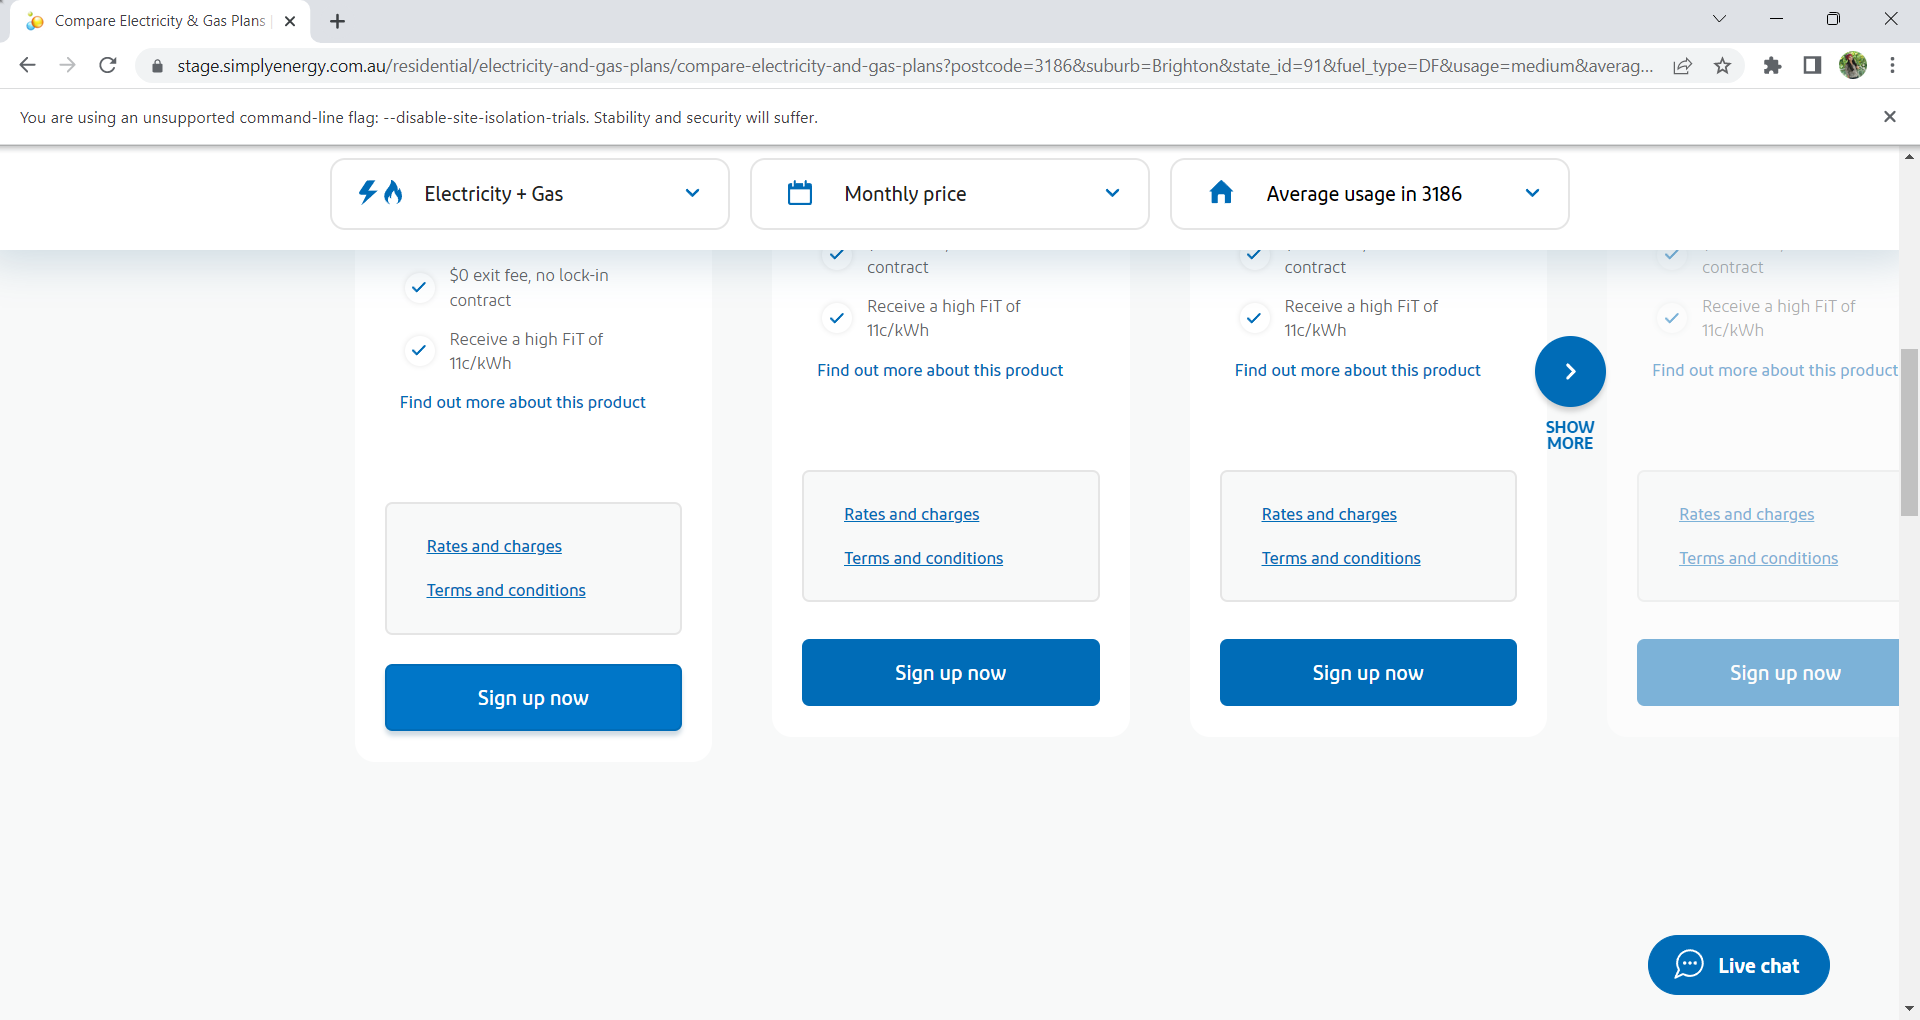 Compare Electricity & Gas Plans
stage.simplyenergy.com.au/residential/electricity-and-gas-plans/compare-electricity-and-gas-plans?postcode=3186&suburb=Brighton&state_id=91&fuel_type=DF&usage=medium&averag...
You are using an unsupported command-line flag: --disable-site-isolation-trials. Stability and security will suffer.
Electricity + Gas
Monthly price
Average usage in 3186
$0 exit fee, no lock-in
contract
Receive a high FiT of
11c/kWh
Find out more about this product
Rates and charges
Terms and conditions
Sign up now
contract
Receive a high FiT of
11c/kWh
Find out more about this product
Rates and charges
Terms and conditions
Sign up now
contract
Receive a high FiT of
11c/kWh
Find out more about this product
Rates and charges
Terms and conditions
Sign up now
SHOW
MORE
contract
Receive a high FiT of
11c/kWh
Find out more about this product
Rates and charges
Terms and conditions
Sign up now
Live chat